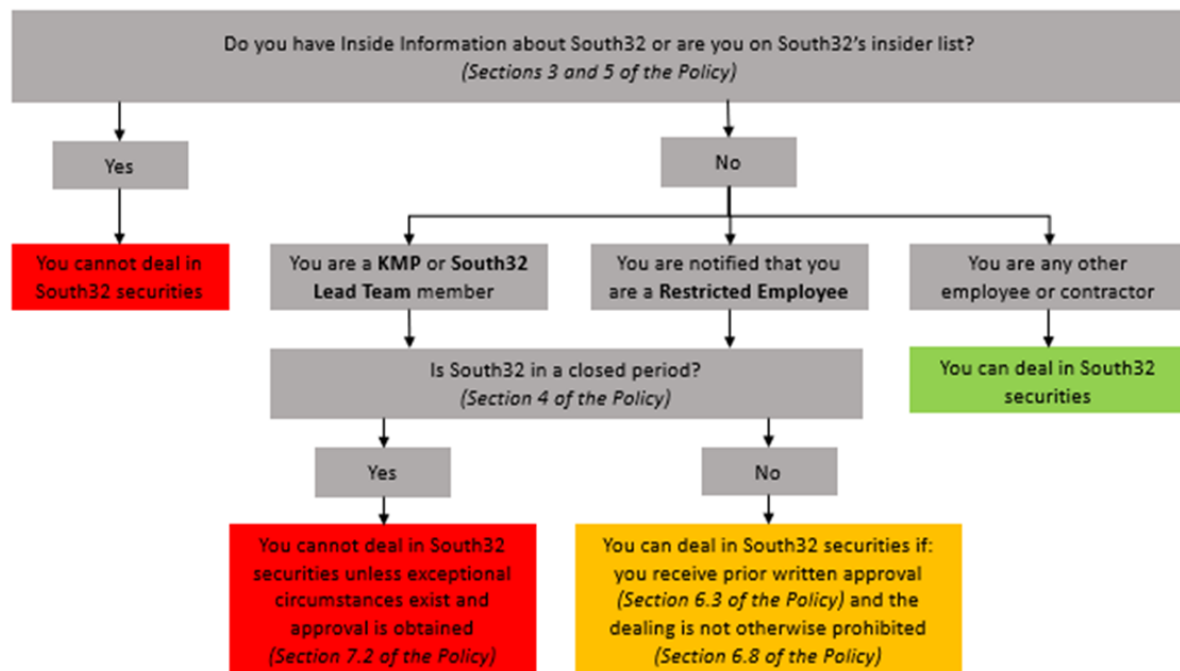 Do you have Inside Information about South32 or are you on South32's insider list?
(Sections 3 and 5 of the Policy)
Yes
No
You cannot deal in
South32 securities
You are a KMP or South32
Lead Team member
You are notified that you
are a Restricted Employee
You are any other
employee or contractor
Is South32 in a closed period?
(Section 4 of the Policy)
You can deal in South32
securities
Yes
No
You cannot deal in South32
securities unless exceptional
circumstances exist and
approval is obtained
(Section 7.2 of the Policy)
You can deal in South32 securities if:
you receive prior written approval
(Section 6.3 of the Policy) and the
dealing is not otherwise prohibited
(Section 6.8 of the Policy)